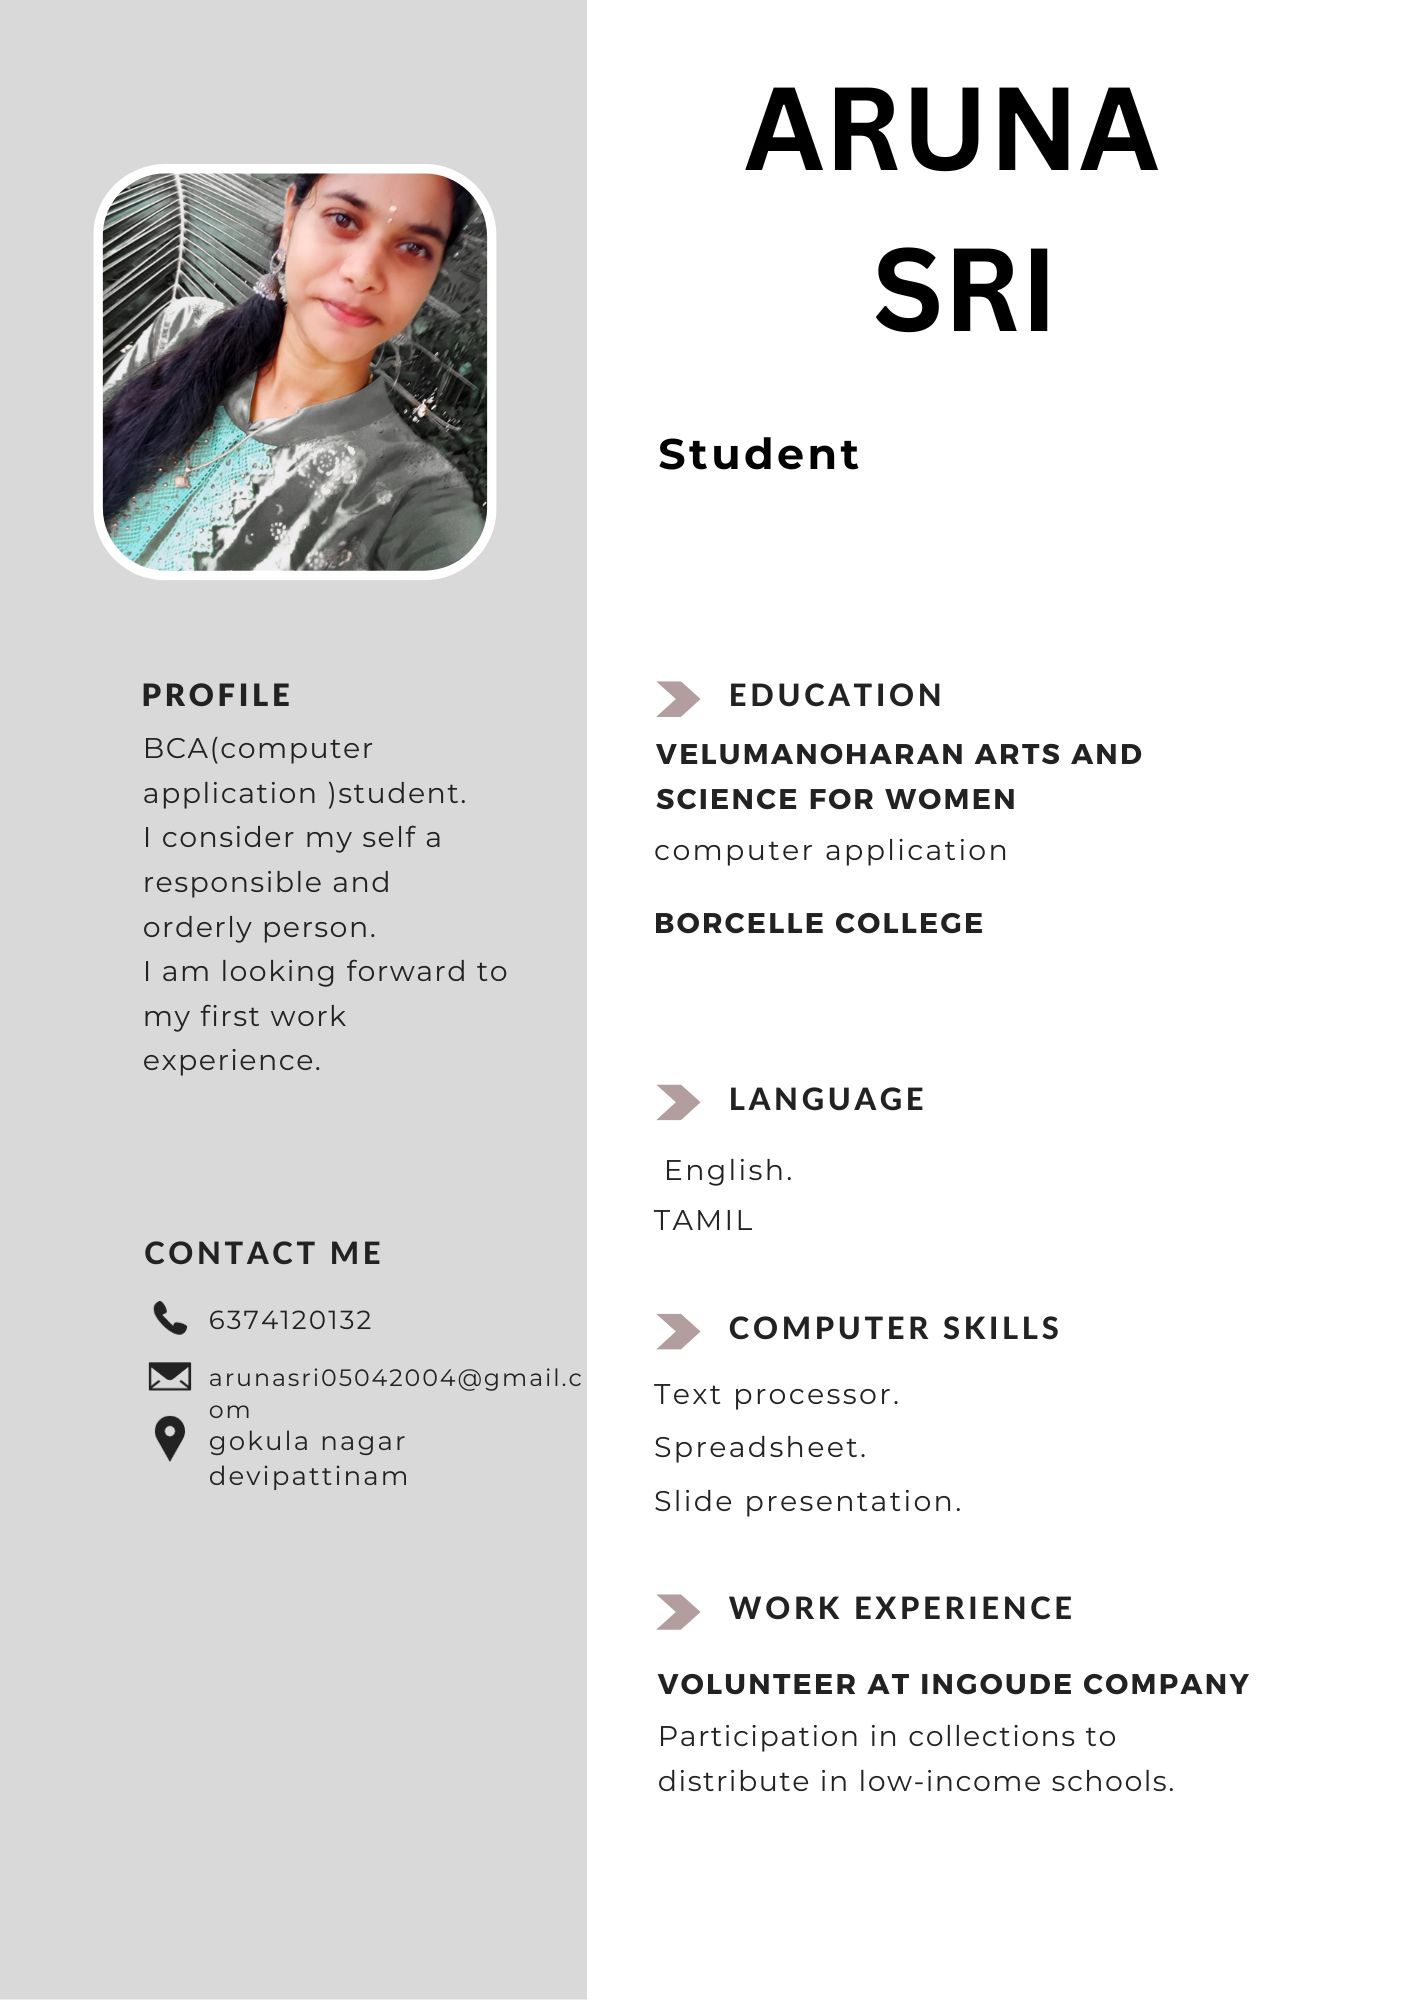 ARUNA
SRI
Student
PROFILE
BCA(computer
application )student.
I consider my self a
responsible and
orderly person.
I am looking forward to
my first work
experience.
CONTACT ME
6374120132
arunasri05042004@gmail.c
om
gokula nagar
devipattinam
EDUCATION
VELUMANOHARAN ARTS AND
SCIENCE FOR WOMEN
computer application
BORCELLE COLLEGE
LANGUAGE
English.
TAMIL
COMPUTER SKILLS
Text processor.
Spreadsheet.
Slide presentation.
WORK EXPERIENCE
VOLUNTEER AT INGOUDE COMPANY
Participation in collections to
distribute in low-income schools.